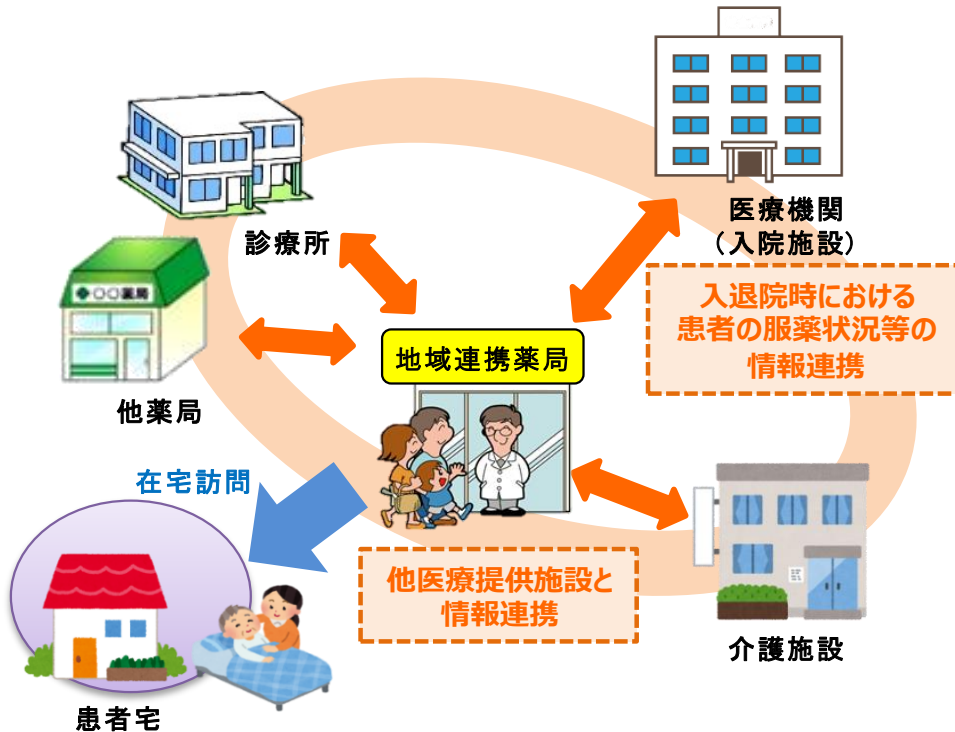 医療機関
（入院施設）
診療所
入退院時における
患者の服薬状況等の
情報連携
〇〇薬局
他薬局
地域連携薬局
在宅訪問
他医療提供施設と
情報連携
介護施設
患者宅